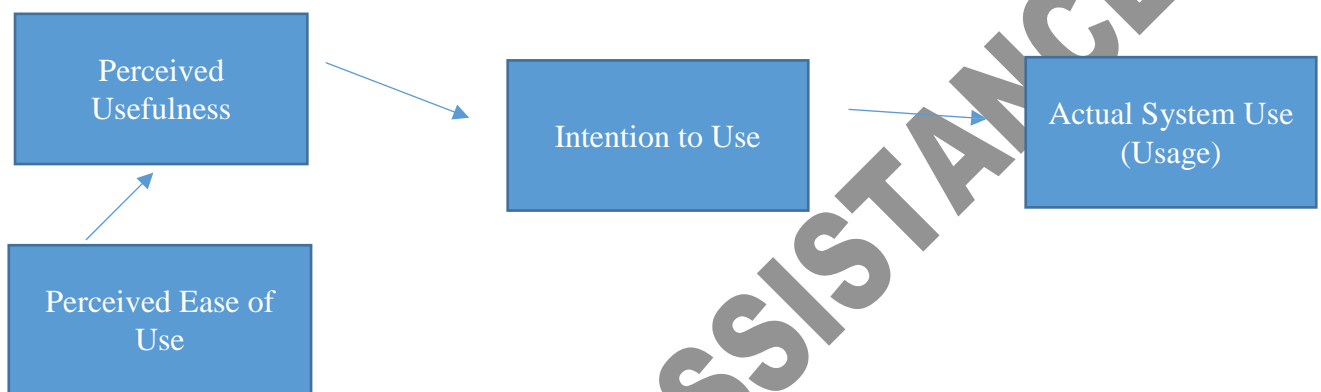 Perceived
Usefulness
Intention to Use
Actual System Use
(Usage)
Perceived Ease of
Use
SSISTANCE